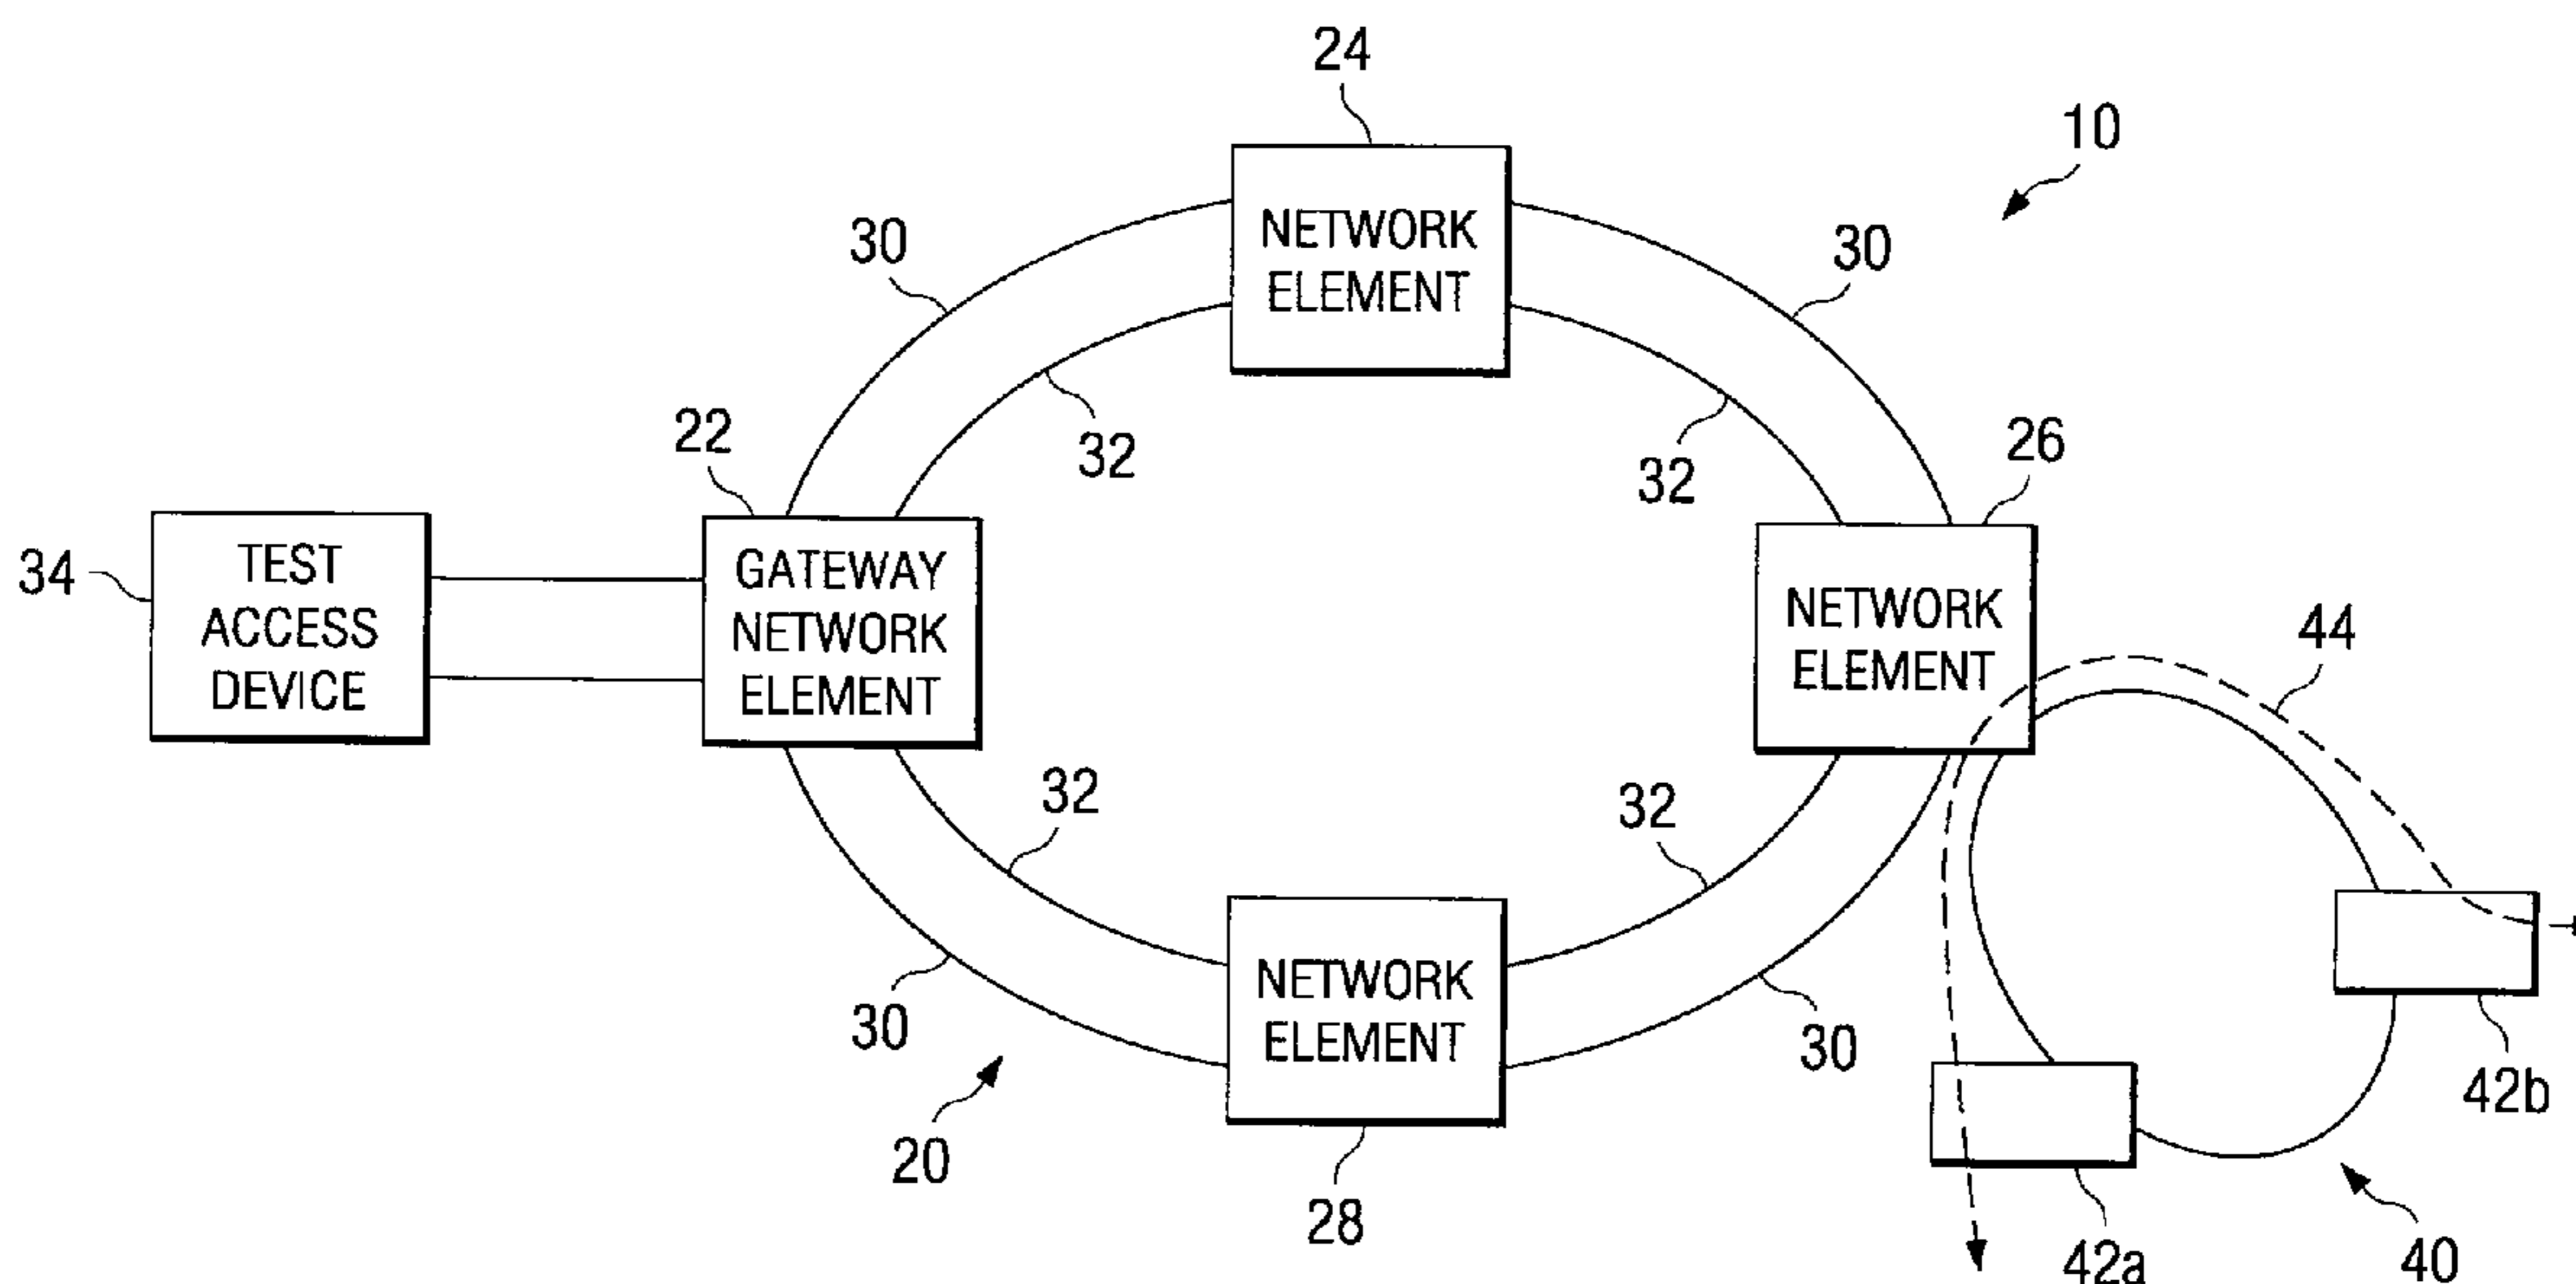 24
10
30
30
NETWORK
ELEMENT
22
32
32
26
34
TEST
ACCESS
DEVICE
GATEWAY
NETWORK
ELEMENT
NETWORK
ELEMENT
44
32
32
30
NETWORK
ELEMENT
30
42b
20
28
42a
40